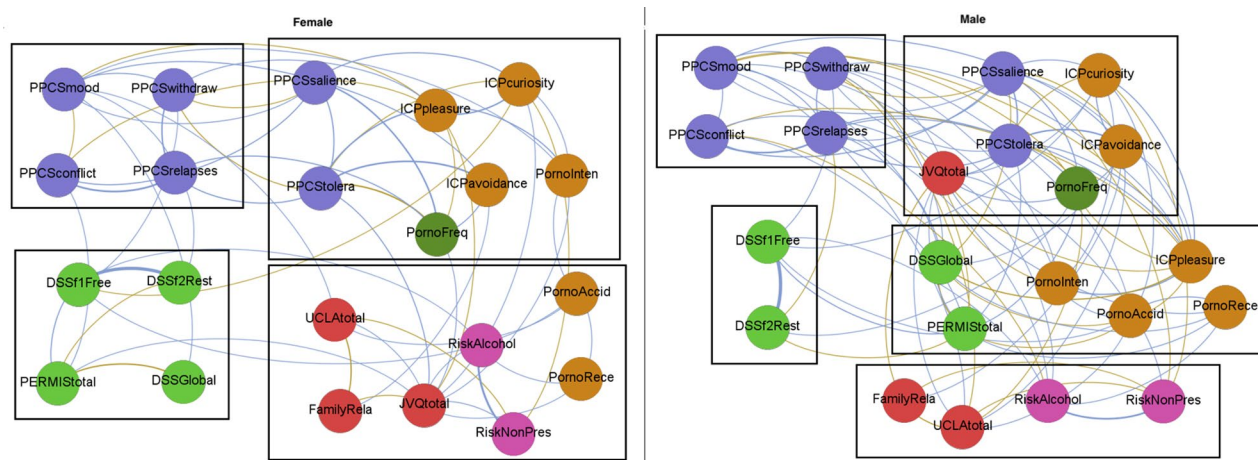 Female
PPCSmood
PPCSwithdraw
PPCSconflict
PPCSrelapses
PPCSsalience
ICPcuriosity
ICPpleasure
PPCStolera
ICPavoidance
PornoInten
PornoFreq
DSSf1Free
DSSf2Rest
PERMIStotal
DSSGlobal
PornoAccid
UCLAtotal
RiskAlcohol
PornoRece
FamilyRela
JVQtotal
RiskNonPres
Male
PPCSmood
PPCSwithdraw
PPCSconflict
PPCSrelapses
PPCSsalience
ICPcuriosity
PPCStolera
ICPavoidance
JVQtotal
PornoFreq
DSSf1Free
DSSf2Rest
DSSGlobal
ICPpleasure
PornoInten
PornoRece
PornoAccid
PERMIStotal
FamilyRela
RiskAlcohol
RiskNonPres
UCLAtotal